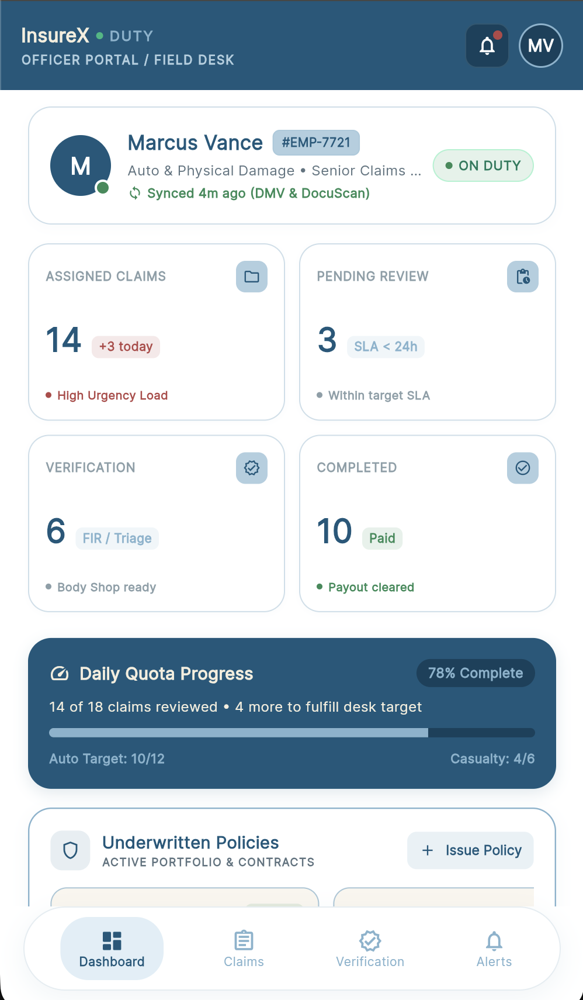 InsureX • DUTY
OFFICER PORTAL / FIELD DESK
MV
M
Marcus Vance #EMP-7721
Auto & Physical Damage • Senior Claims ...
Synced 4m ago (DMV & DocuScan)
ON DUTY
ASSIGNED CLAIMS
14 +3 today
High Urgency Load
PENDING REVIEW
3 SLA < 24h
Within target SLA
VERIFICATION
6 FIR / Triage
Body Shop ready
COMPLETED
10 Paid
Payout cleared
Daily Quota Progress
78% Complete
14 of 18 claims reviewed • 4 more to fulfill desk target
Auto Target: 10/12
Casualty: 4/6
Underwritten Policies
ACTIVE PORTFOLIO & CONTRACTS
+ Issue Policy
Dashboard
Claims
Verification
Alerts